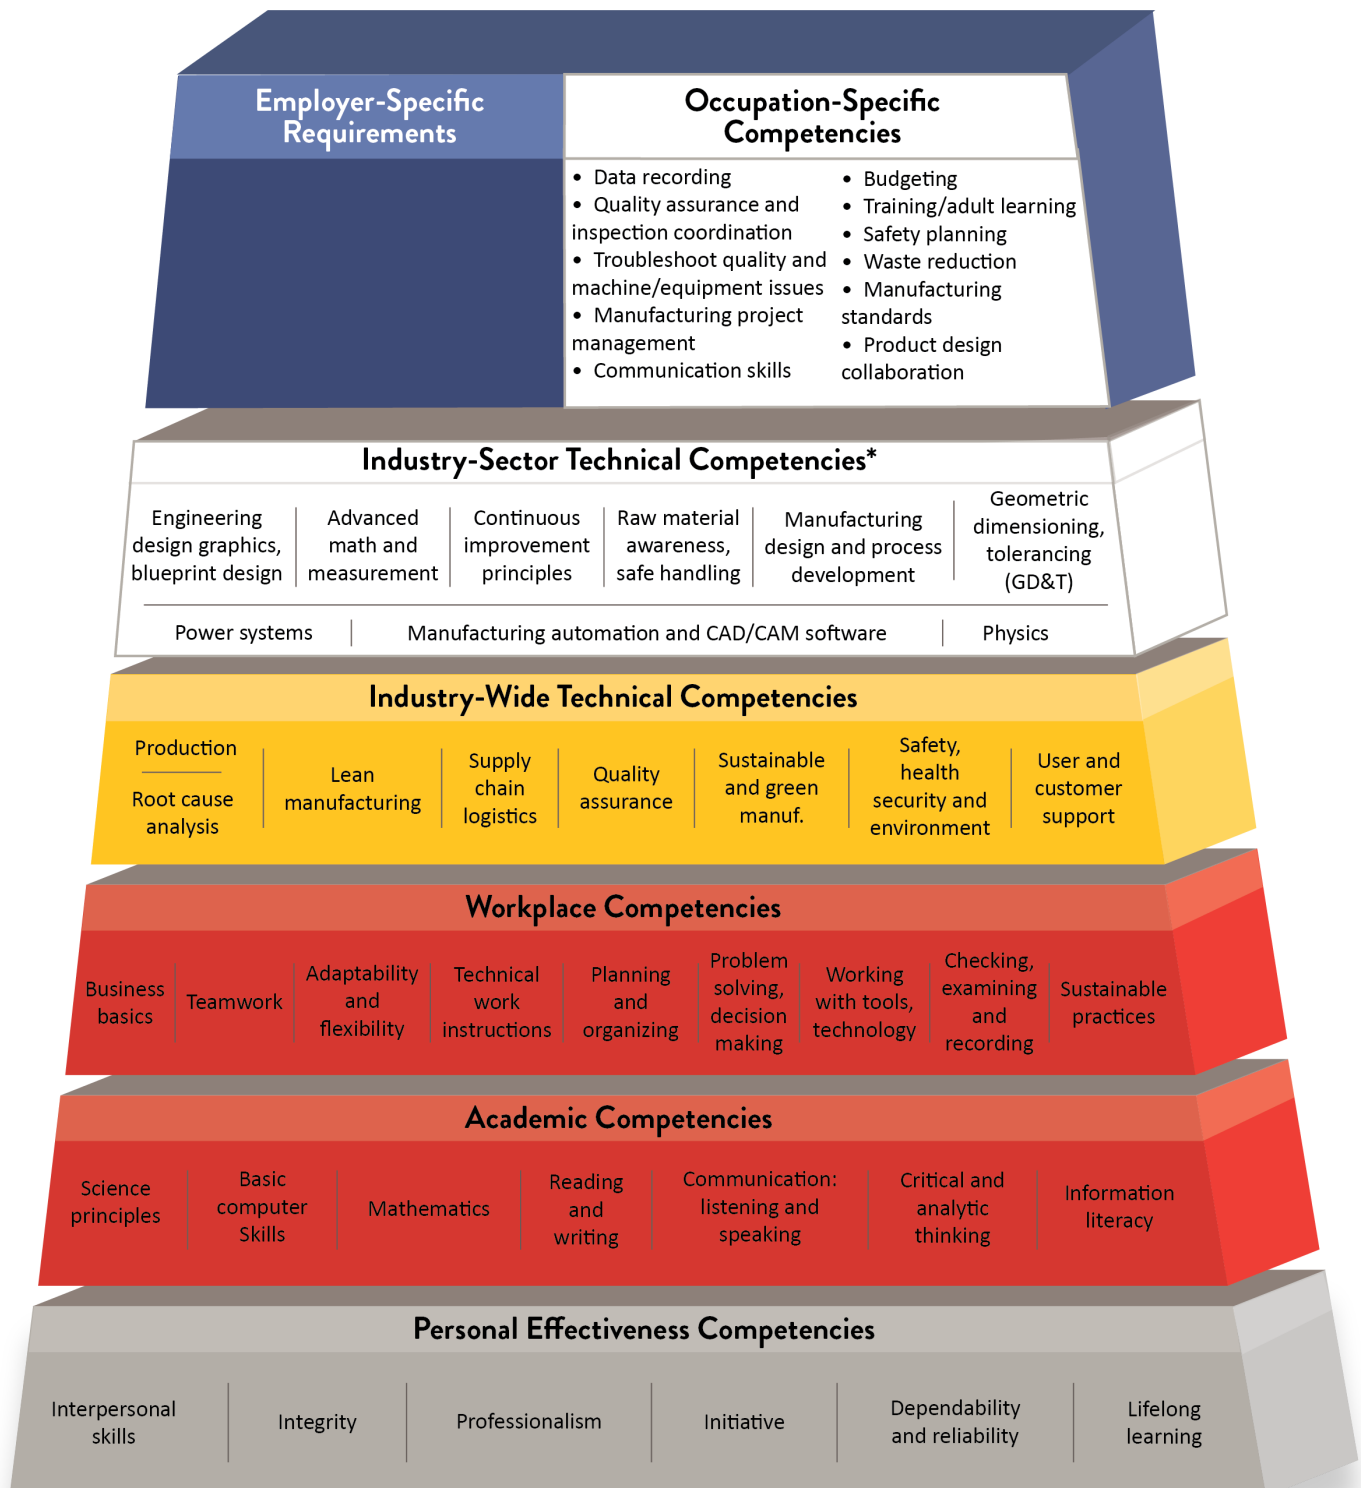 Employer-Specific
Requirements
Occupation-Specific
Competencies
• Data recording
• Quality assurance and
inspection coordination
• Troubleshoot quality and
machine/equipment issues
• Manufacturing project
management
• Communication skills
• Budgeting
• Training/adult learning
• Safety planning
• Waste reduction
• Manufacturing
standards
• Product design
collaboration
Industry-Sector Technical Competencies*
Engineering
design graphics,
blueprint design
Advanced
math and
measurement
Continuous
improvement
principles
Raw material
awareness,
safe handling
Manufacturing
design and process
development
Geometric
dimensioning,
tolerancing
(GD&T)
Power systems
Manufacturing automation and CAD/CAM software
Physics
Industry-Wide Technical Competencies
Production
Root cause
analysis
Lean
manufacturing
Supply
chain
logistics
Quality
assurance
Sustainable
and green
manuf.
Safety,
health
security and
environment
User and
customer
support
Workplace Competencies
Business
basics
Teamwork
Adaptability
and
flexibility
Technical
work
instructions
Planning
and
organizing
Problem
solving,
decision
making
Working
with tools,
technology
Checking,
examining
and
recording
Sustainable
practices
Academic Competencies
Science
principles
Basic
computer
Skills
Mathematics
Reading
and
writing
Communication:
listening and
speaking
Critical and
analytic
thinking
Information
literacy
Personal Effectiveness Competencies
Interpersonal
skills
Integrity
Professionalism
Initiative
Dependability
and reliability
Lifelong
learning